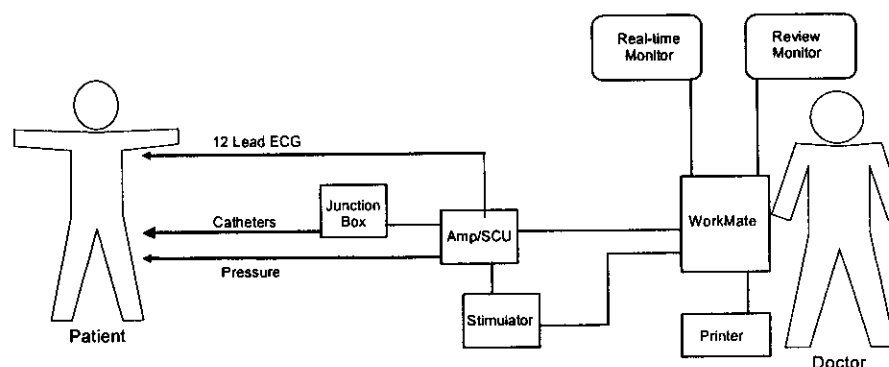 Real-time
Monitor
Review
Monitor
12 Lead ECG
Junction
Box
Catheters
Amp/SCU
WorkMate
Pressure
Stimulator
Printer
Patient
Doctor